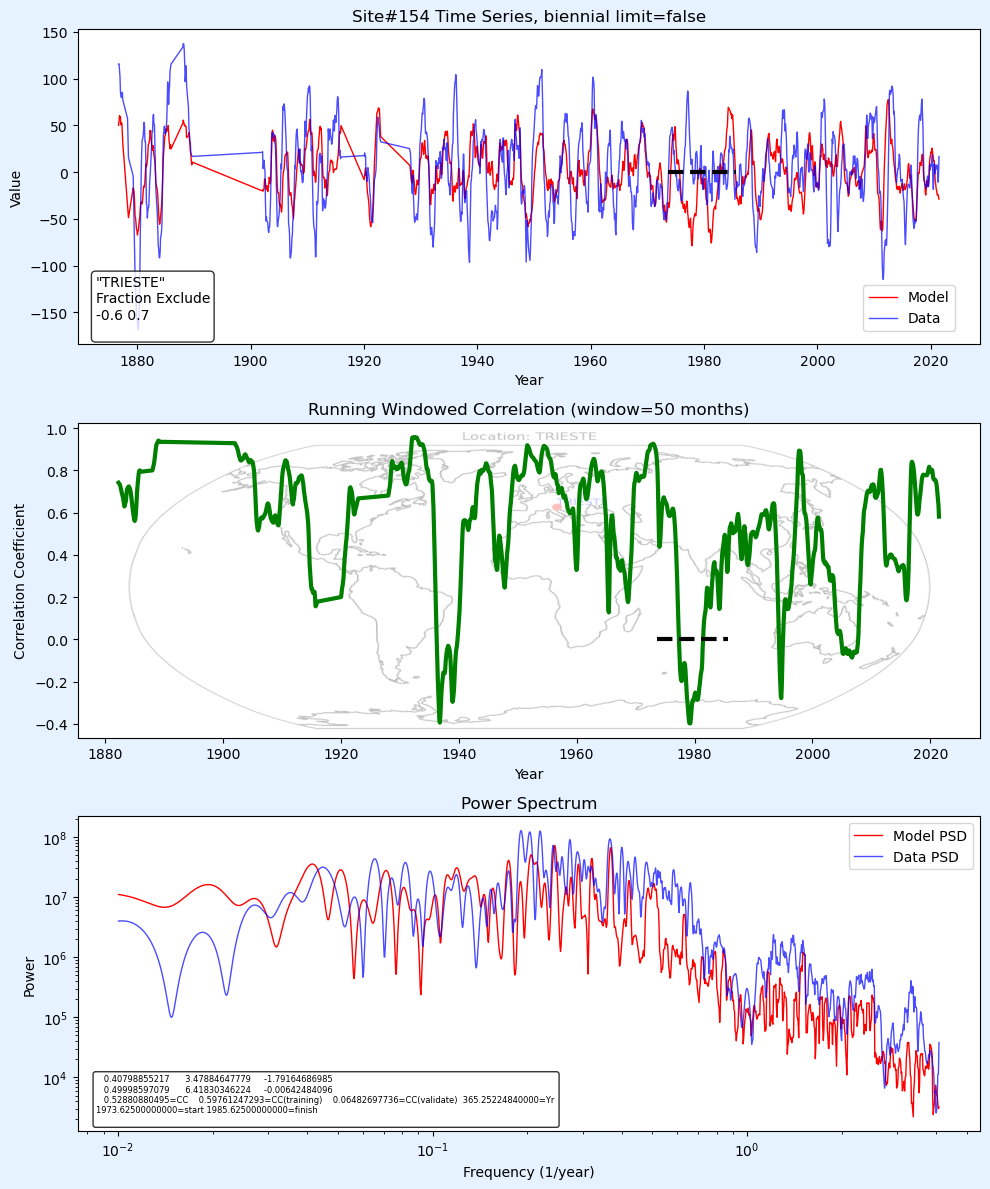 Site#154 Time Series, biennial limit=false
150
100
50
0
−50
−100
−150
Value
"TRIESTE"
Fraction Exclude
-0.6 0.7
Model
Data
1880
1900
1920
1940
1960
1980
2000
2020
Year
Running Windowed Correlation (window=50 months)
Location: TRIESTE
1.0
0.8
0.6
0.4
0.2
0.0
−0.2
−0.4
Correlation Coefficient
1880
1900
1920
1940
1960
1980
2000
2020
Year
Power Spectrum
10^8
10^7
10^6
10^5
10^4
Power
Model PSD
Data PSD
0.40798855217 3.47884647779 -1.79164686985
0.49998597079 6.41830346224 -0.00642484096
0.52880880495=CC 0.59761247293=CC(training) 0.06482697736=CC(validate) 365.25224840000=Yr
1973.62500000000=start 1985.62500000000=finish
10^−2
10^−1
10^0
Frequency (1/year)